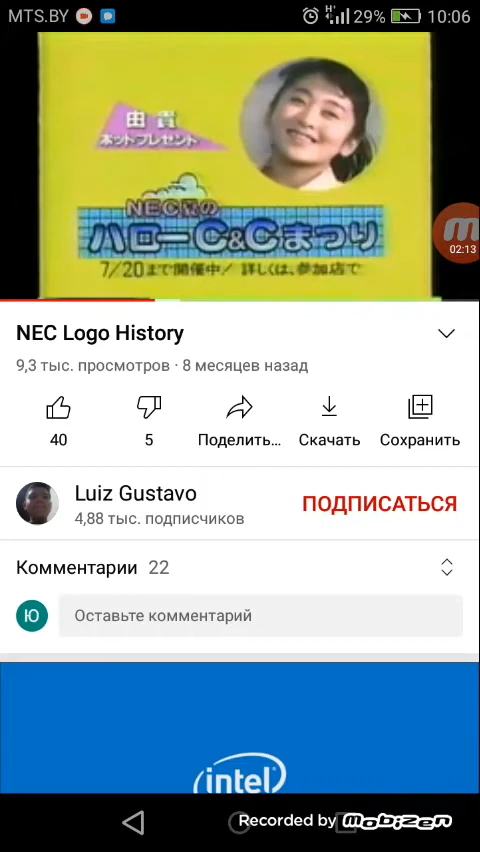 MTS.BY
H+
29%
10:06
由貴
ホットプレゼント
NEC夏の
ハローC&Cまつり
7/20まで開催中! 詳しくは、参加店で
02:13
NEC Logo History
9,3 тыс. просмотров · 8 месяцев назад
40
5
Поделить...
Скачать
Сохранить
Luiz Gustavo
4,88 тыс. подписчиков
ПОДПИСАТЬСЯ
Комментарии 22
Ю
Оставьте комментарий
intel
Recorded by mobizen